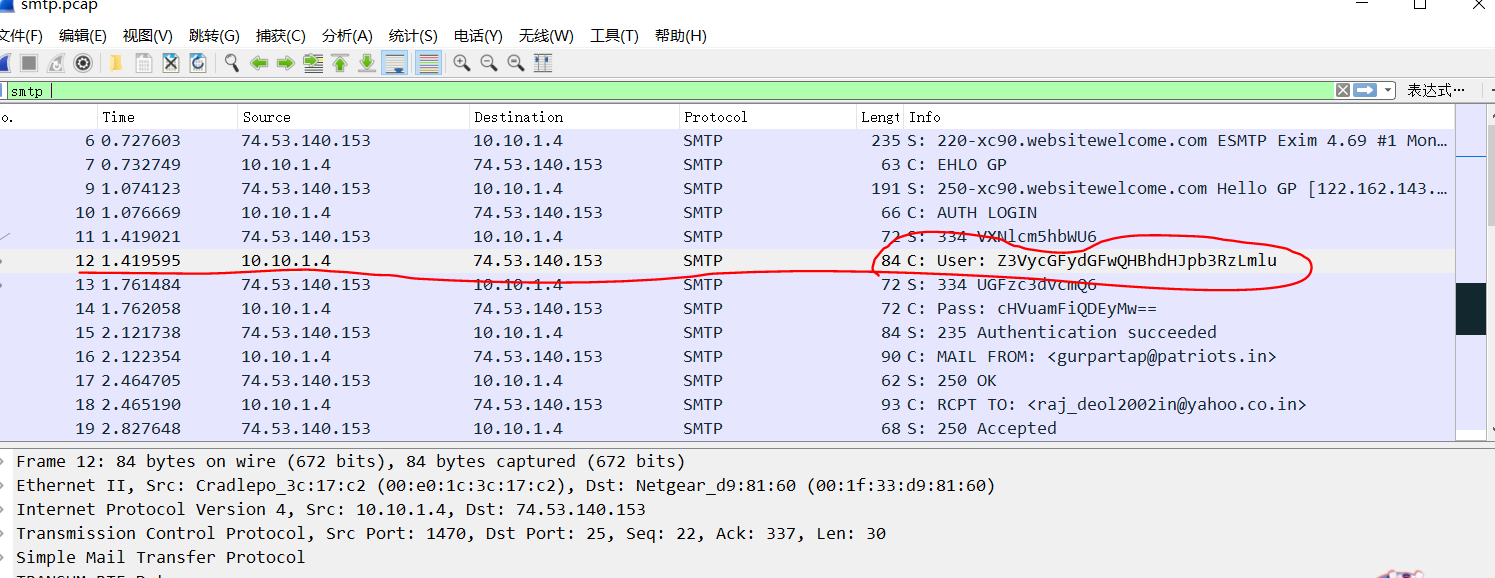 smtp.pcap
文件(F) 编辑(E) 视图(V) 跳转(G) 捕获(C) 分析(A) 统计(S) 电话(Y) 无线(W) 工具(T) 帮助(H)
smtp 表达式…
o. Time Source Destination Protocol Lengt Info
6 0.727603 74.53.140.153 10.10.1.4 SMTP 235 S: 220-xc90.websitewelcome.com ESMTP Exim 4.69 #1 Mon…
7 0.732749 10.10.1.4 74.53.140.153 SMTP 63 C: EHLO GP
9 1.074123 74.53.140.153 10.10.1.4 SMTP 191 S: 250-xc90.websitewelcome.com Hello GP [122.162.143.…
10 1.076669 10.10.1.4 74.53.140.153 SMTP 66 C: AUTH LOGIN
11 1.419021 74.53.140.153 10.10.1.4 SMTP 72 S: 334 VXNlcm5hbWU6
12 1.419595 10.10.1.4 74.53.140.153 SMTP 84 C: User: Z3VycGFydGFwQHBhdHJpb3RzLmlu
13 1.761484 74.53.140.153 10.10.1.4 SMTP 72 S: 334 UGFzc3dvcmQ6
14 1.762058 10.10.1.4 74.53.140.153 SMTP 72 C: Pass: cHVuamFiQDEyMw==
15 2.121738 74.53.140.153 10.10.1.4 SMTP 84 S: 235 Authentication succeeded
16 2.122354 10.10.1.4 74.53.140.153 SMTP 90 C: MAIL FROM: <gurpartap@patriots.in>
17 2.464705 74.53.140.153 10.10.1.4 SMTP 62 S: 250 OK
18 2.465190 10.10.1.4 74.53.140.153 SMTP 93 C: RCPT TO: <raj_deol2002in@yahoo.co.in>
19 2.827648 74.53.140.153 10.10.1.4 SMTP 68 S: 250 Accepted
Frame 12: 84 bytes on wire (672 bits), 84 bytes captured (672 bits)
Ethernet II, Src: Cradlepo_3c:17:c2 (00:e0:1c:3c:17:c2), Dst: Netgear_d9:81:60 (00:1f:33:d9:81:60)
Internet Protocol Version 4, Src: 10.10.1.4, Dst: 74.53.140.153
Transmission Control Protocol, Src Port: 1470, Dst Port: 25, Seq: 22, Ack: 337, Len: 30
Simple Mail Transfer Protocol